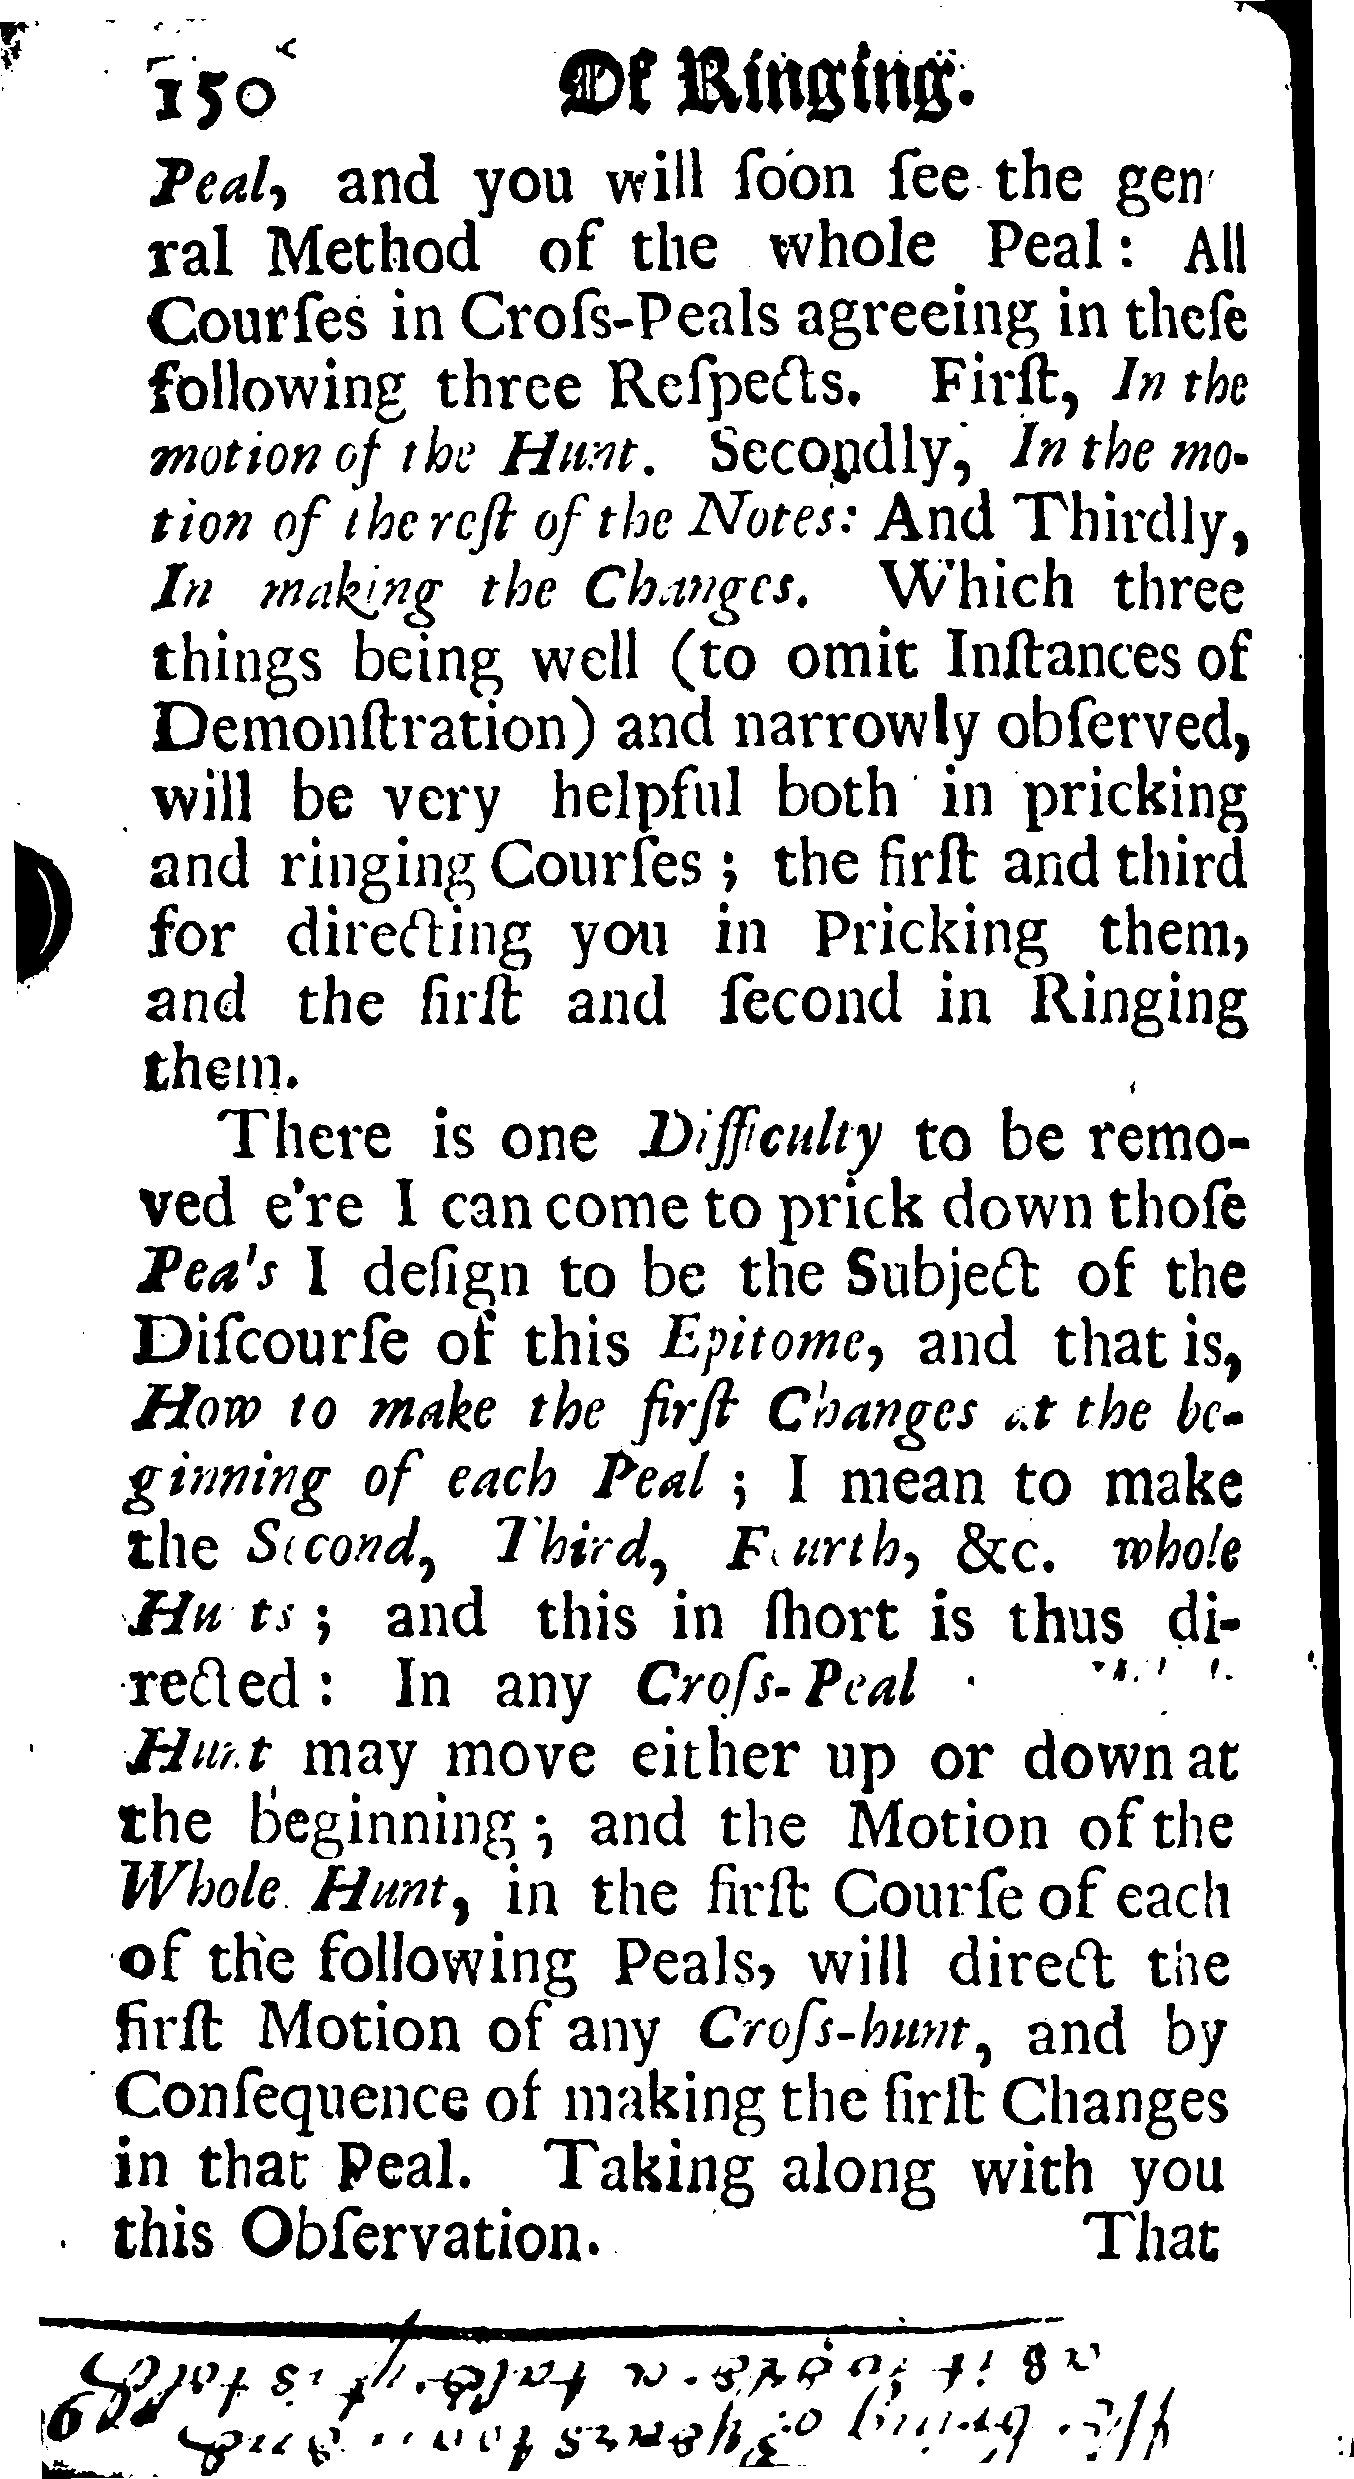 150 Of Ringing.
Peal, and you will ſoon ſee the gen
ral Method of the whole Peal: All
Courſes in Croſs-Peals agreeing in theſe
following three Reſpects. Firſt, In the
motion of the Hunt. Secondly, In the mo-
tion of the reſt of the Notes: And Thirdly,
In making the Changes. Which three
things being well (to omit Inſtances of
Demonſtration) and narrowly obſerved,
will be very helpful both in pricking
and ringing Courſes; the firſt and third
for directing you in Pricking them,
and the firſt and ſecond in Ringing
them.
There is one Difficulty to be remo-
ved e're I can come to prick down thoſe
Pea's I deſign to be the Subject of the
Diſcourſe of this Epitome, and that is,
How to make the firſt Changes at the be-
ginning of each Peal; I mean to make
the Second, Third, Fourth, &c. whole
Hu ts; and this in ſhort is thus di-
rected: In any Croſs-Peal
Hunt may move either up or down at
the beginning; and the Motion of the
Whole Hunt, in the firſt Courſe of each
of the following Peals, will direct the
firſt Motion of any Croſs-hunt, and by
Conſequence of making the firſt Changes
in that Peal. Taking along with you
this Obſervation. That